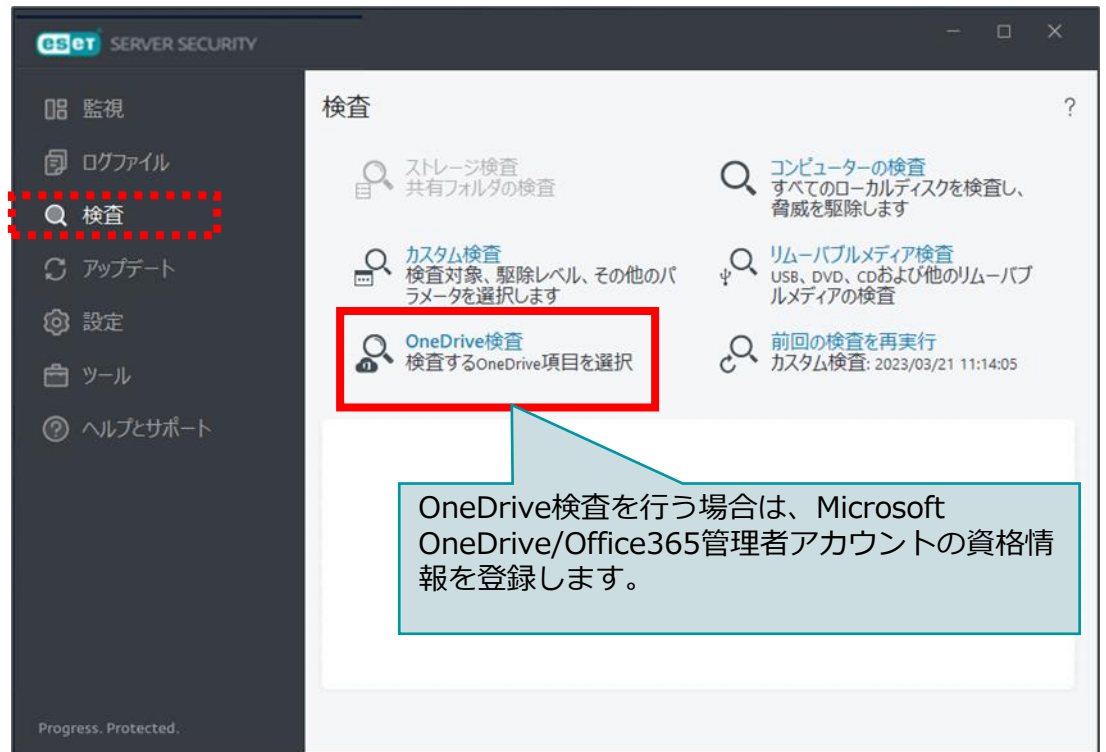 eset SERVER SECURITY
監視
ログファイル
検査
アップデート
設定
ツール
ヘルプとサポート
Progress. Protected.
検査
?
ストレージ検査
共有フォルダの検査
コンピューターの検査
すべてのローカルディスクを検査し、
脅威を駆除します
カスタム検査
検査対象、駆除レベル、その他のパ
ラメータを選択します
リムーバブルメディア検査
USB、DVD、CDおよび他のリムーバブ
ルメディアの検査
OneDrive検査
検査するOneDrive項目を選択
前回の検査を再実行
カスタム検査: 2023/03/21 11:14:05
OneDrive検査を行う場合は、Microsoft
OneDrive/Office365管理者アカウントの資格情
報を登録します。